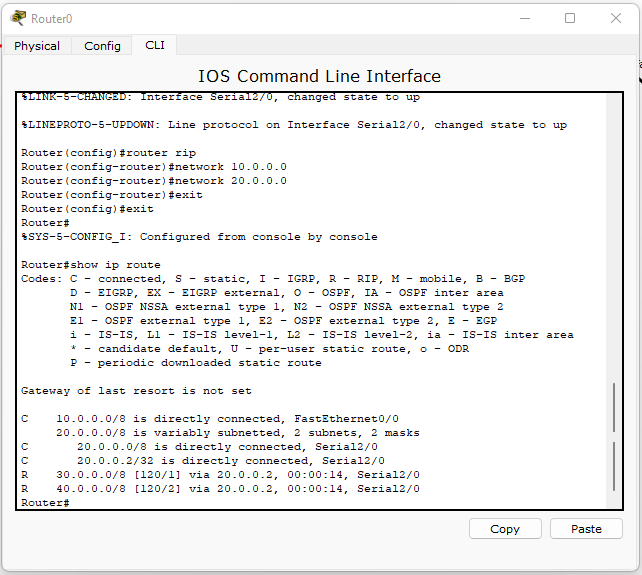 Router0
Physical Config CLI
IOS Command Line Interface
%LINK-5-CHANGED: Interface Serial2/0, changed state to up
%LINEPROTO-5-UPDOWN: Line protocol on Interface Serial2/0, changed state to up
Router(config)#router rip
Router(config-router)#network 10.0.0.0
Router(config-router)#network 20.0.0.0
Router(config-router)#exit
Router(config)#exit
Router#
%SYS-5-CONFIG_I: Configured from console by console
Router#show ip route
Codes: C - connected, S - static, I - IGRP, R - RIP, M - mobile, B - BGP
D - EIGRP, EX - EIGRP external, O - OSPF, IA - OSPF inter area
N1 - OSPF NSSA external type 1, N2 - OSPF NSSA external type 2
E1 - OSPF external type 1, E2 - OSPF external type 2, E - EGP
i - IS-IS, L1 - IS-IS level-1, L2 - IS-IS level-2, ia - IS-IS inter area
* - candidate default, U - per-user static route, o - ODR
P - periodic downloaded static route
Gateway of last resort is not set
C 10.0.0.0/8 is directly connected, FastEthernet0/0
20.0.0.0/8 is variably subnetted, 2 subnets, 2 masks
C 20.0.0.0/8 is directly connected, Serial2/0
C 20.0.0.2/32 is directly connected, Serial2/0
R 30.0.0.0/8 [120/1] via 20.0.0.2, 00:00:14, Serial2/0
R 40.0.0.0/8 [120/2] via 20.0.0.2, 00:00:14, Serial2/0
Router#
Copy Paste